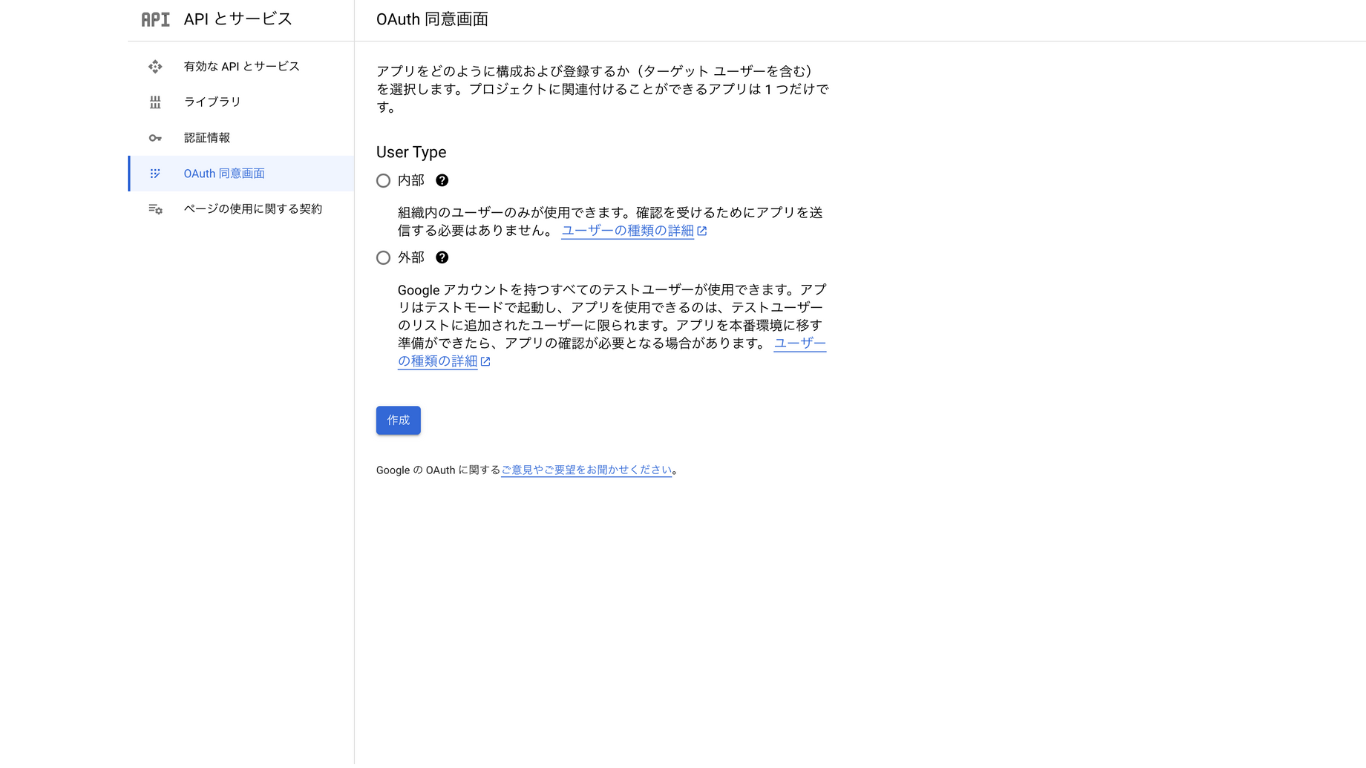 API API とサービス
有効な API とサービス
ライブラリ
認証情報
OAuth 同意画面
ページの使用に関する契約
OAuth 同意画面
アプリをどのように構成および登録するか（ターゲット ユーザーを含む）
を選択します。プロジェクトに関連付けることができるアプリは 1 つだけで
す。
User Type
内部
組織内のユーザーのみが使用できます。確認を受けるためにアプリを送
信する必要はありません。 ユーザーの種類の詳細
外部
Google アカウントを持つすべてのテストユーザーが使用できます。アプ
リはテストモードで起動し、アプリを使用できるのは、テストユーザー
のリストに追加されたユーザーに限られます。アプリを本番環境に移す
準備ができたら、アプリの確認が必要となる場合があります。 ユーザー
の種類の詳細
作成
Google の OAuth に関するご意見やご要望をお聞かせください。